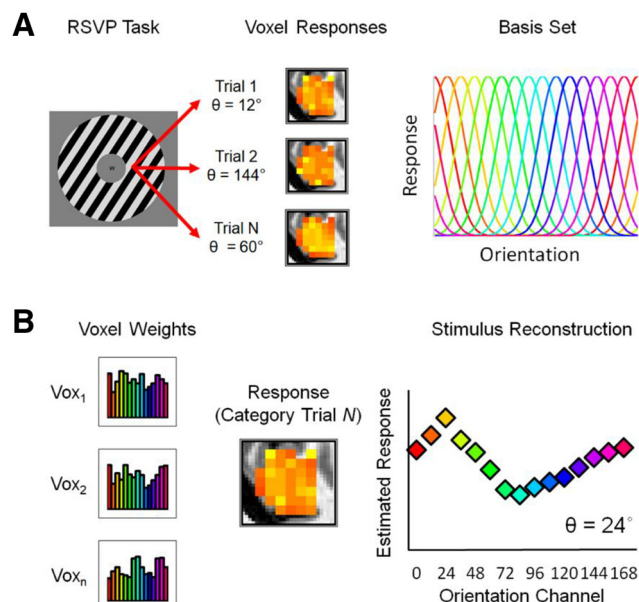 A
RSVP Task
Voxel Responses
Basis Set
Trial 1
θ = 12°
Trial 2
θ = 144°
Trial N
θ = 60°
Response
Orientation
B
Voxel Weights
Stimulus Reconstruction
Vox1
Vox2
Voxn
Response
(Category Trial N)
Estimated Response
θ = 24°
0 24 48 72 96 120 144 168
Orientation Channel